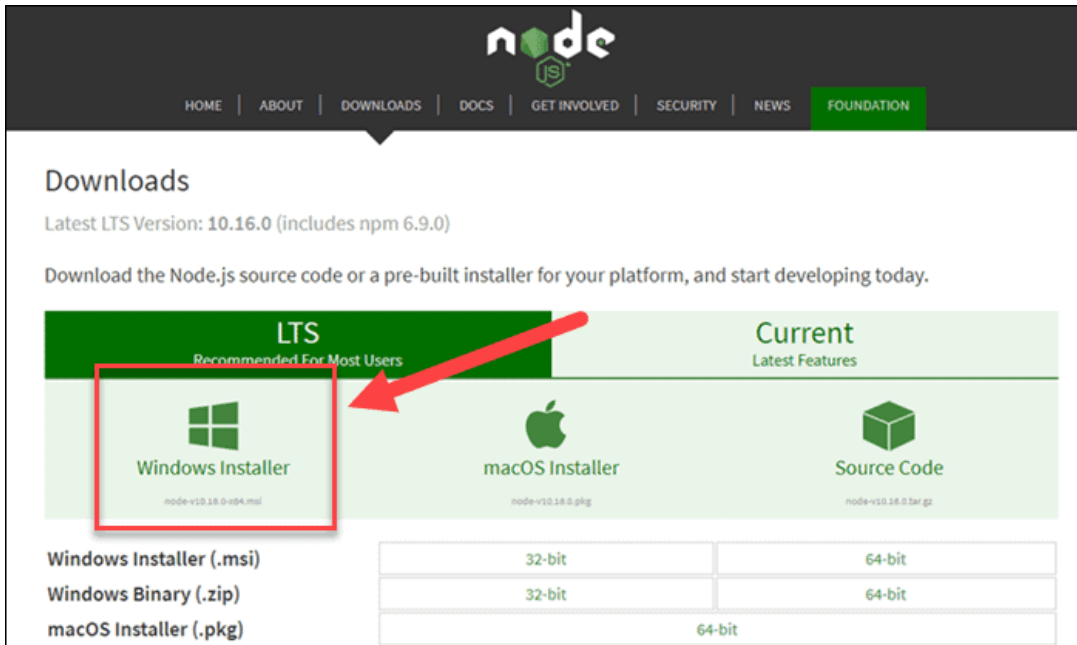 node
JS
HOME | ABOUT | DOWNLOADS | DOCS | GET INVOLVED | SECURITY | NEWS FOUNDATION
Downloads
Latest LTS Version: 10.16.0 (includes npm 6.9.0)
Download the Node.js source code or a pre-built installer for your platform, and start developing today.
LTS
Recommended For Most Users
Current
Latest Features
Windows Installer
node-v10.16.0-x64.msi
macOS Installer
node-v10.16.0.pkg
Source Code
node-v10.16.0.tar.gz
Windows Installer (.msi) 32-bit 64-bit
Windows Binary (.zip) 32-bit 64-bit
macOS Installer (.pkg) 64-bit